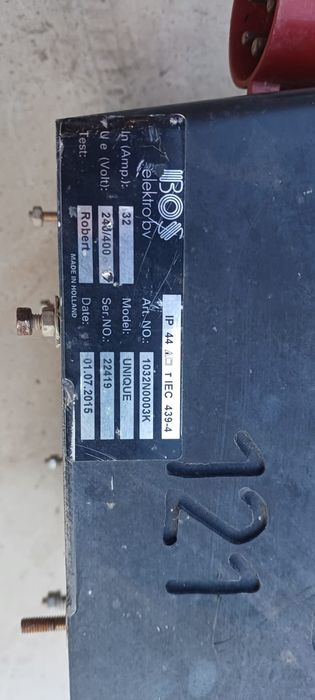 BOS
elektro bv
IP 44 T IEC 439-4
Art.-NO.: 1032N0003K
In (Amp.): 32
Model: UNIQUE
U e (Volt): 240/400
Ser.NO.: 22419
Test: Robert
Date: 01.07.2015
MADE IN HOLLAND
121